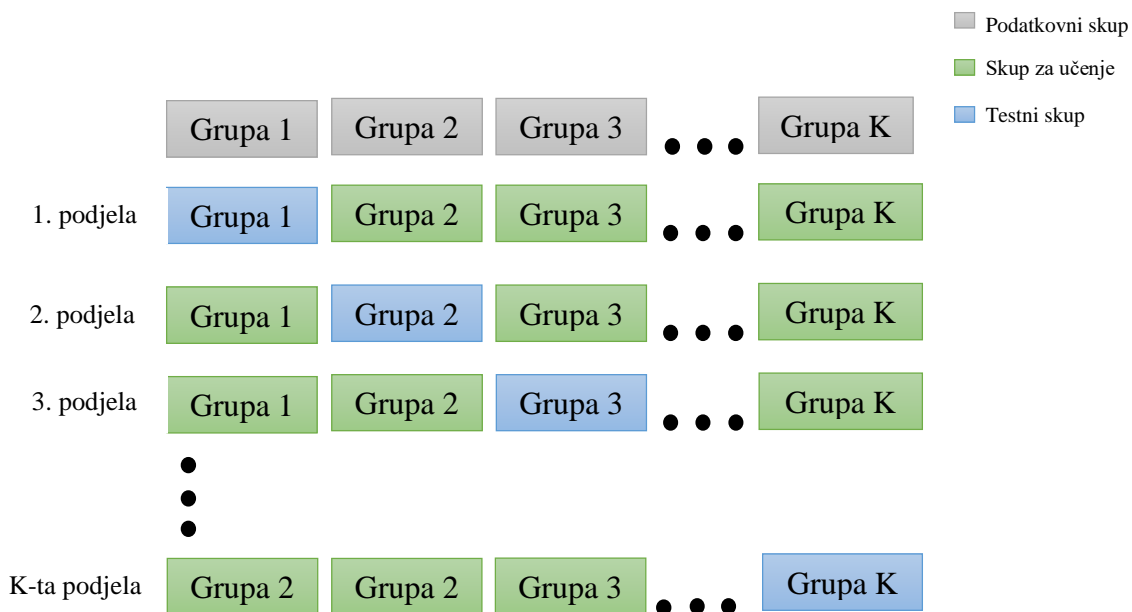 Podatkovni skup
Skup za učenje
Testni skup
Grupa 1 Grupa 2 Grupa 3 Grupa K
1. podjela Grupa 1 Grupa 2 Grupa 3 Grupa K
2. podjela Grupa 1 Grupa 2 Grupa 3 Grupa K
3. podjela Grupa 1 Grupa 2 Grupa 3 Grupa K
K-ta podjela Grupa 2 Grupa 2 Grupa 3 Grupa K